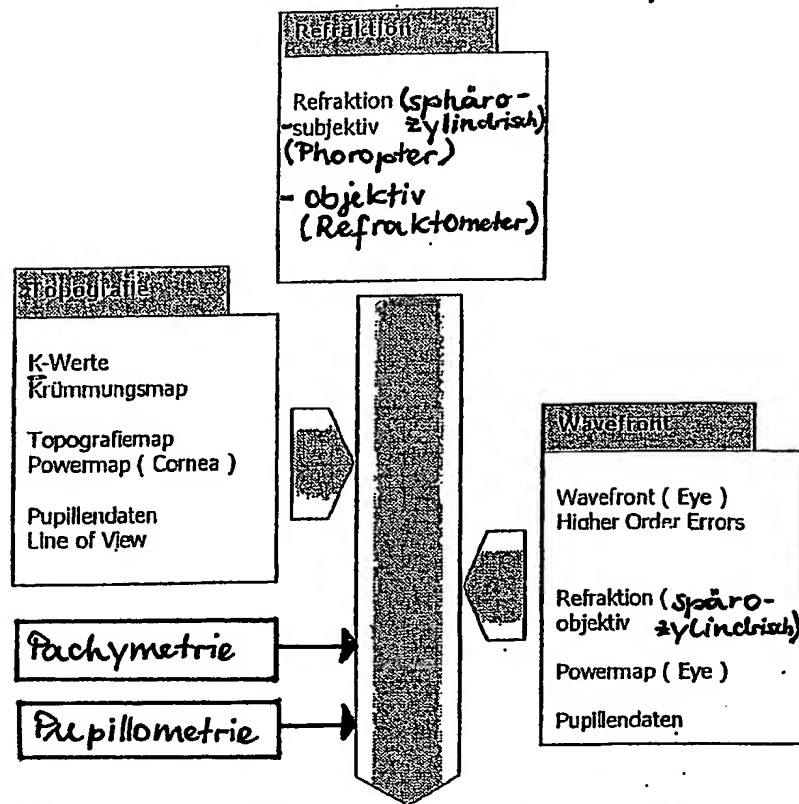 Refraktion
Refraktion (sphäro-
-subjektiv zylindrisch)
(Phoropter)
- objektiv
(Refraktometer)
Topografie
K-Werte
Krümmungsmap
Topografiemap
Powermap ( Cornea )
Pupillendaten
Line of View
Pachymetrie
Pupillometrie
Wavefront
Wavefront ( Eye )
Higher Order Errors
Refraktion (späro-
objektiv zylindrisch)
Powermap ( Eye )
Pupillendaten